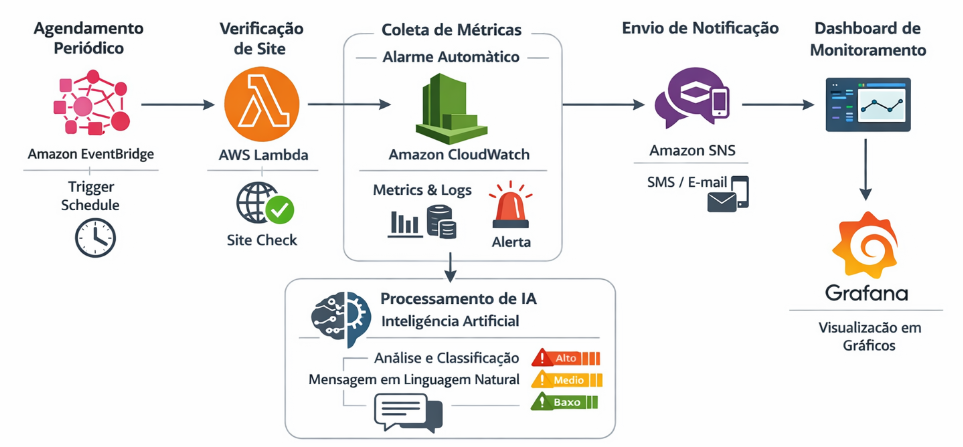 Agendamento
Periódico
Amazon EventBridge
Trigger
Schedule
Verificação
de Site
AWS Lambda
Site Check
Coleta de Métricas
Alarme Automàtico
Amazon CloudWatch
Metrics & Logs
Alerta
Envio de Notificação
Amazon SNS
SMS / E-mail
Dashboard de
Monitoramento
Grafana
Visualizacão em
Gráficos
Processamento de IA
Inteligéncia Artificial
Análise e Classificação
Mensagem em Linguagem Natural
Alto
Medio
Baxo